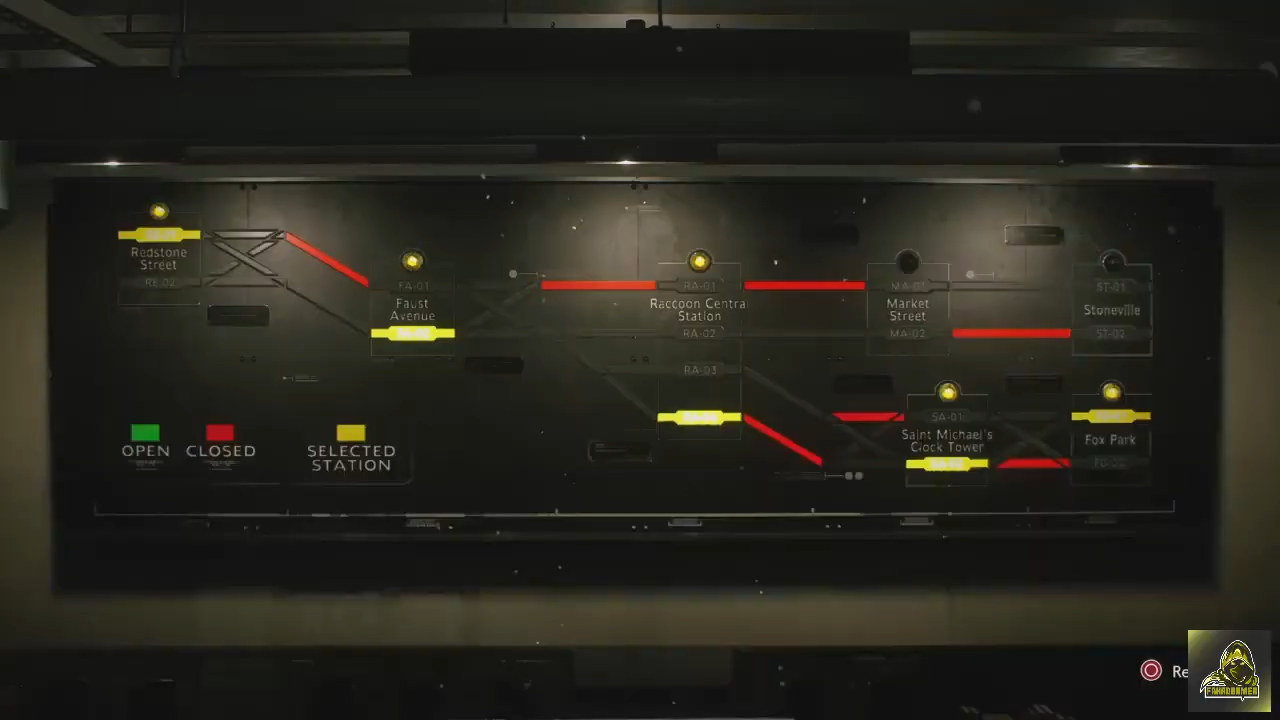 Redstone
Street
RE-02
FA-01
Faust
Avenue
RA-01
Raccoon Central
Station
RA-02
RA-03
MA-01
Market
Street
MA-02
ST-01
Stoneville
ST-02
SA-01
Saint Michael's
Clock Tower
Fox Park
OPEN
CLOSED
SELECTED
STATION
Re
FAHADGAMER